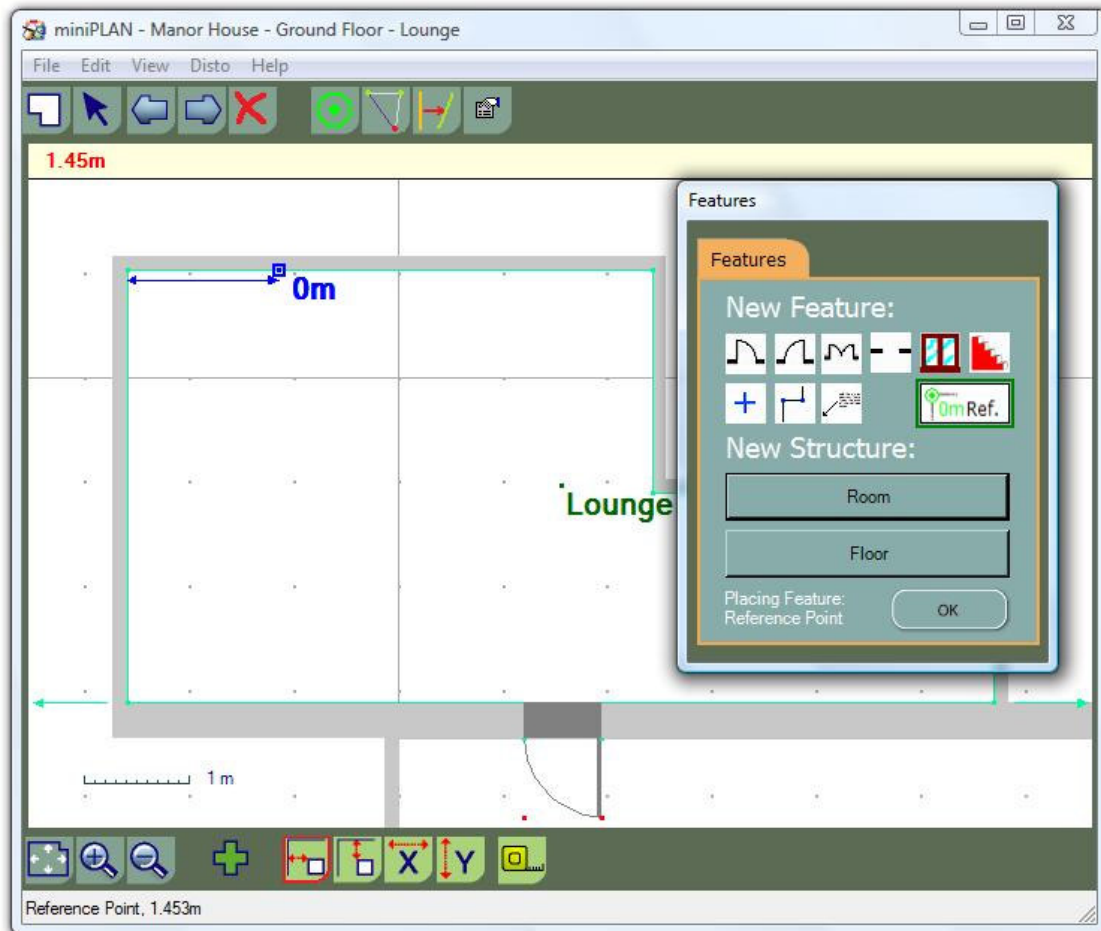 miniPLAN - Manor House - Ground Floor - Lounge
File Edit View Disto Help
1.45m
Features
Features
0m
New Feature:
0m Ref.
New Structure:
Lounge
Room
Floor
Placing Feature:
Reference Point
OK
1 m
X Y
Reference Point, 1.453m